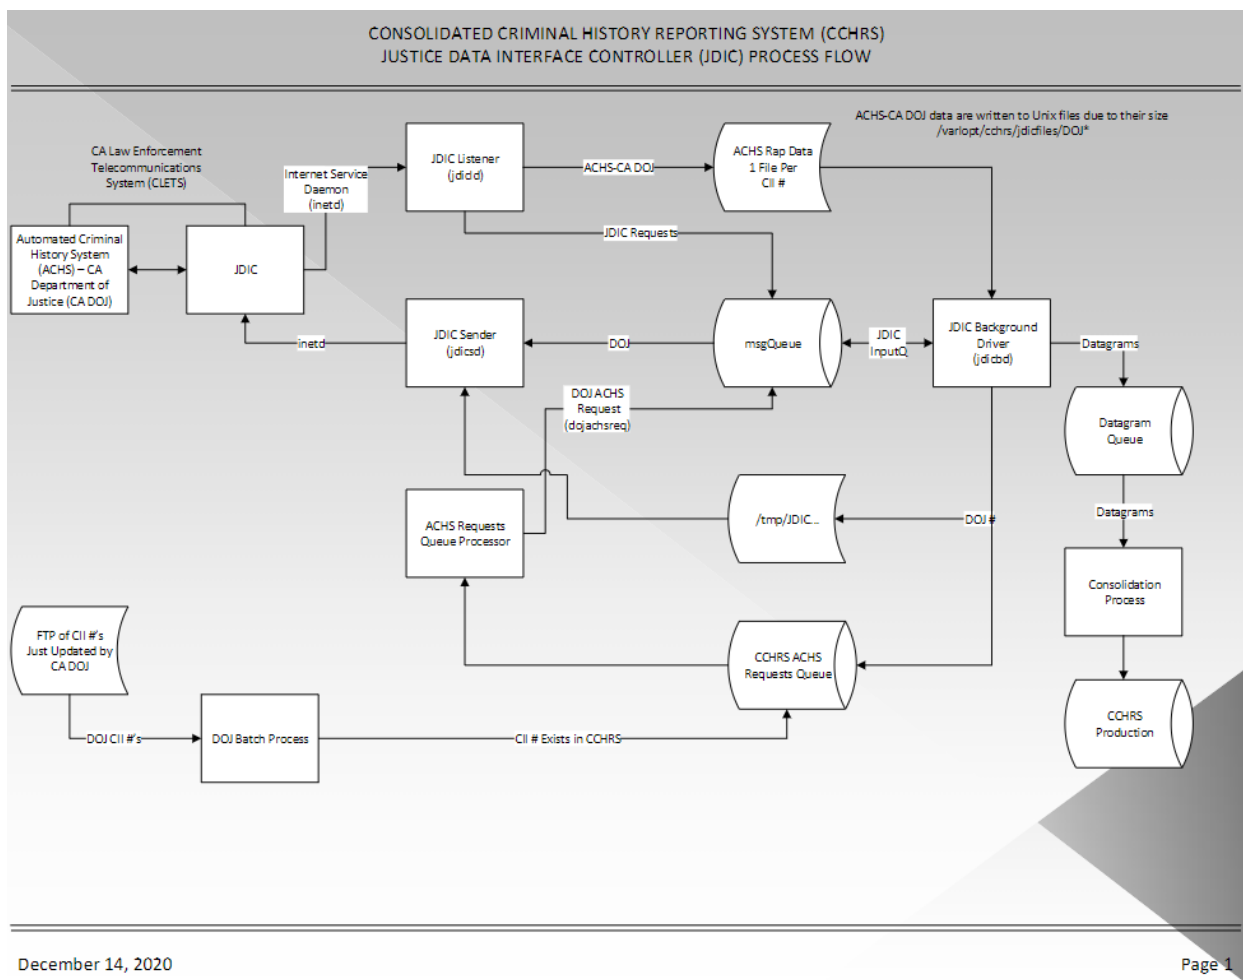 CONSOLIDATED CRIMINAL HISTORY REPORTING SYSTEM (CCHRS)
JUSTICE DATA INTERFACE CONTROLLER (JDIC) PROCESS FLOW
ACHS-CA DOJ data are written to Unix files due to their size
/var/opt/cchrs/jdicfiles/DOJ*
CA Law Enforcement
Telecommunications
System (CLETS)
Internet Service
Daemon
(inetd)
JDIC Listener
(jdicld)
ACHS-CA DOJ
ACHS Rap Data
1 File Per
CII #
JDIC Requests
Automated Criminal
History System
(ACHS) – CA
Department of
Justice (CA DOJ)
JDIC
inetd
JDIC Sender
(jdicsd)
DOJ
msgQueue
JDIC
InputQ
JDIC Background
Driver
(jdicbd)
Datagrams
DOJ ACHS
Request
(dojachsreq)
Datagram
Queue
ACHS Requests
Queue Processor
/tmp/JDIC...
DOJ #
Datagrams
Consolidation
Process
FTP of CII #'s
Just Updated by
CA DOJ
CCHRS ACHS
Requests Queue
CCHRS
Production
DOJ CII #'s
DOJ Batch Process
CII # Exists in CCHRS
December 14, 2020
Page 1